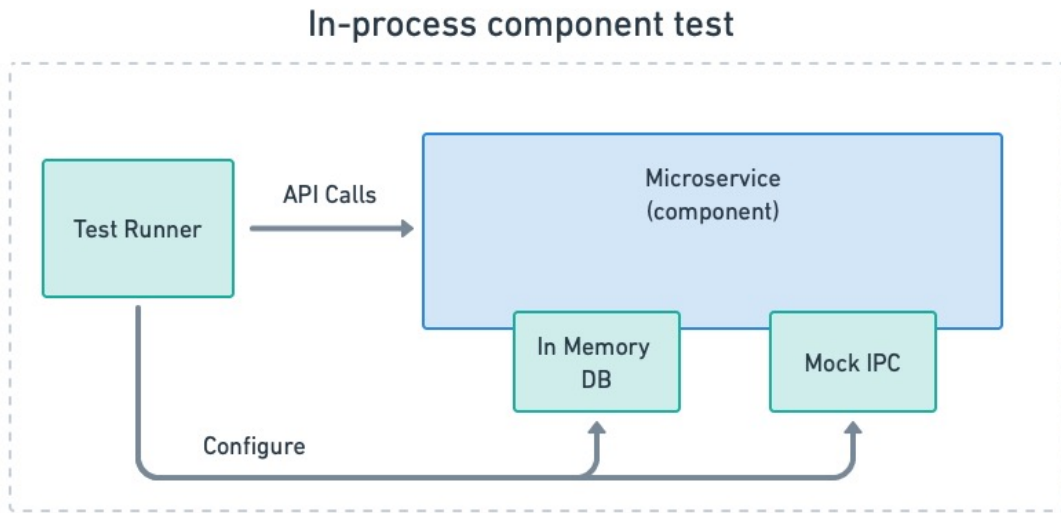 In-process component test
Test Runner
API Calls
Microservice
(component)
In Memory
DB
Mock IPC
Configure